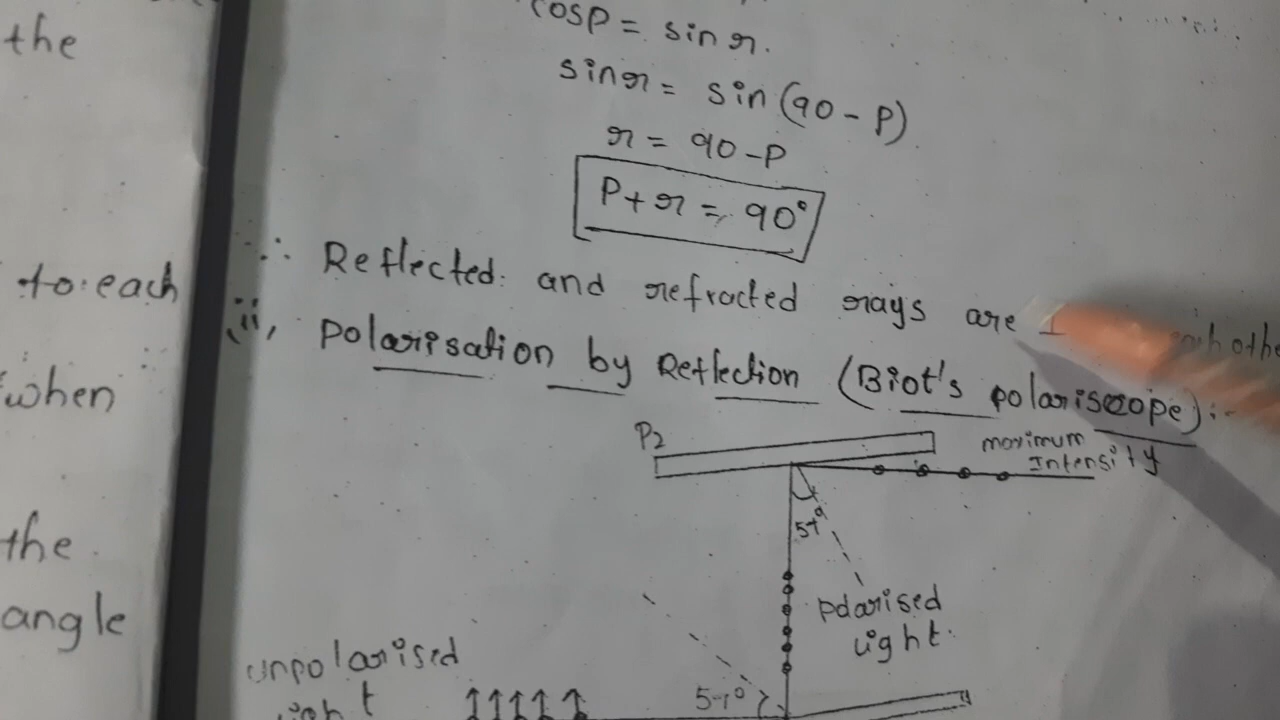 the
to each
when
the
angle
cosp = sin r.
sin r = sin (90 - P)
r = 90 - P
P + r = 90°
∴ Reflected and refracted rays are
ii, Polarisation by Reflection (Biot's polariscope):-
P2
maximum
Intensity
57°
polarised
light.
unpolarised
57°